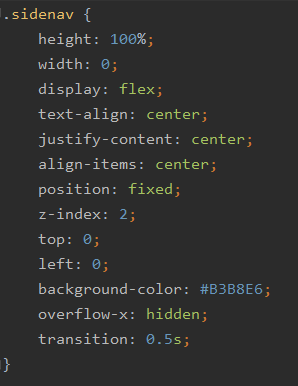 .sidenav {
height: 100%;
width: 0;
display: flex;
text-align: center;
justify-content: center;
align-items: center;
position: fixed;
z-index: 2;
top: 0;
left: 0;
background-color: #B3B8E6;
overflow-x: hidden;
transition: 0.5s;
}